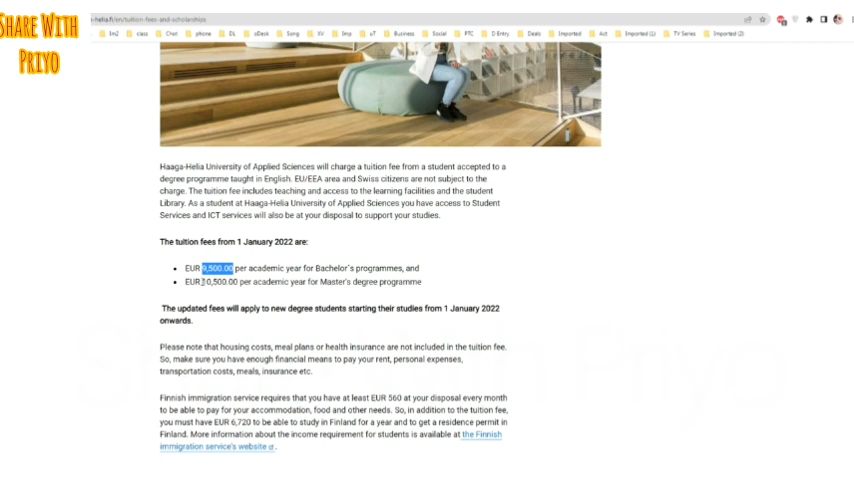 SHARE WITH
PRIYO
-helia.fi/en/tuition-fees-and-scholarships
Im2 class Chat phone DL oDesk Song XV Imp uT Business Social PTC D Entry Deals Imported Act Imported (1) TV Series Imported (2)
Haaga-Helia University of Applied Sciences will charge a tuition fee from a student accepted to a
degree programme taught in English. EU/EEA area and Swiss citizens are not subject to the
charge. The tuition fee includes teaching and access to the learning facilities and the student
Library. As a student at Haaga-Helia University of Applied Sciences you have access to Student
Services and ICT services will also be at your disposal to support your studies.
The tuition fees from 1 January 2022 are:
• EUR 9,500.00 per academic year for Bachelor's programmes, and
• EUR 10,500.00 per academic year for Master's degree programme
The updated fees will apply to new degree students starting their studies from 1 January 2022
onwards.
Please note that housing costs, meal plans or health insurance are not included in the tuition fee.
So, make sure you have enough financial means to pay your rent, personal expenses,
transportation costs, meals, insurance etc.
Finnish immigration service requires that you have at least EUR 560 at your disposal every month
to be able to pay for your accommodation, food and other needs. So, in addition to the tuition fee,
you must have EUR 6,720 to be able to study in Finland for a year and to get a residence permit in
Finland. More information about the income requirement for students is available at the Finnish
immigration service's website.